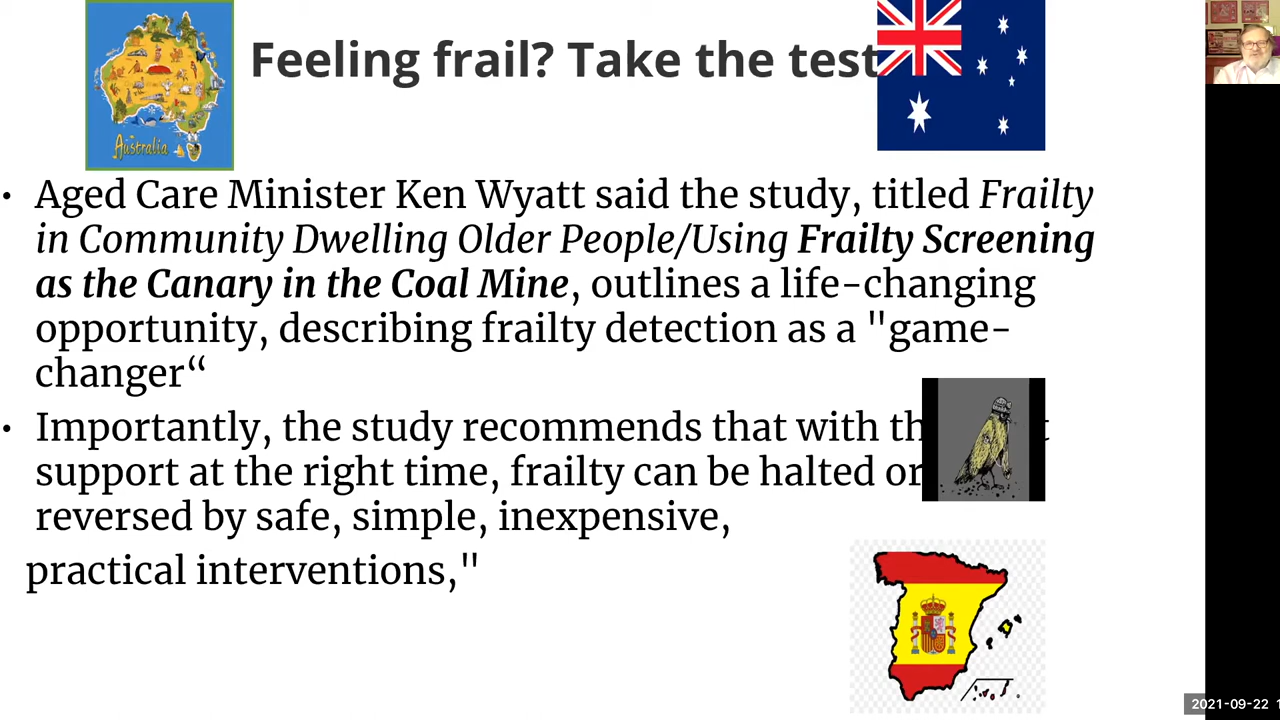 Australia
Feeling frail? Take the test
• Aged Care Minister Ken Wyatt said the study, titled Frailty
in Community Dwelling Older People/Using Frailty Screening
as the Canary in the Coal Mine, outlines a life-changing
opportunity, describing frailty detection as a "game-
changer“
• Importantly, the study recommends that with
support at the right time, frailty can be halted or
reversed by safe, simple, inexpensive,
practical interventions,"
2021-09-22